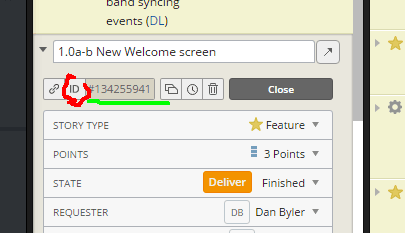 band syncing
events (DL)
1.0a-b New Welcome screen
ID #134255941 Close
STORY TYPE Feature
POINTS 3 Points
STATE Deliver Finished
REQUESTER DB Dan Byler